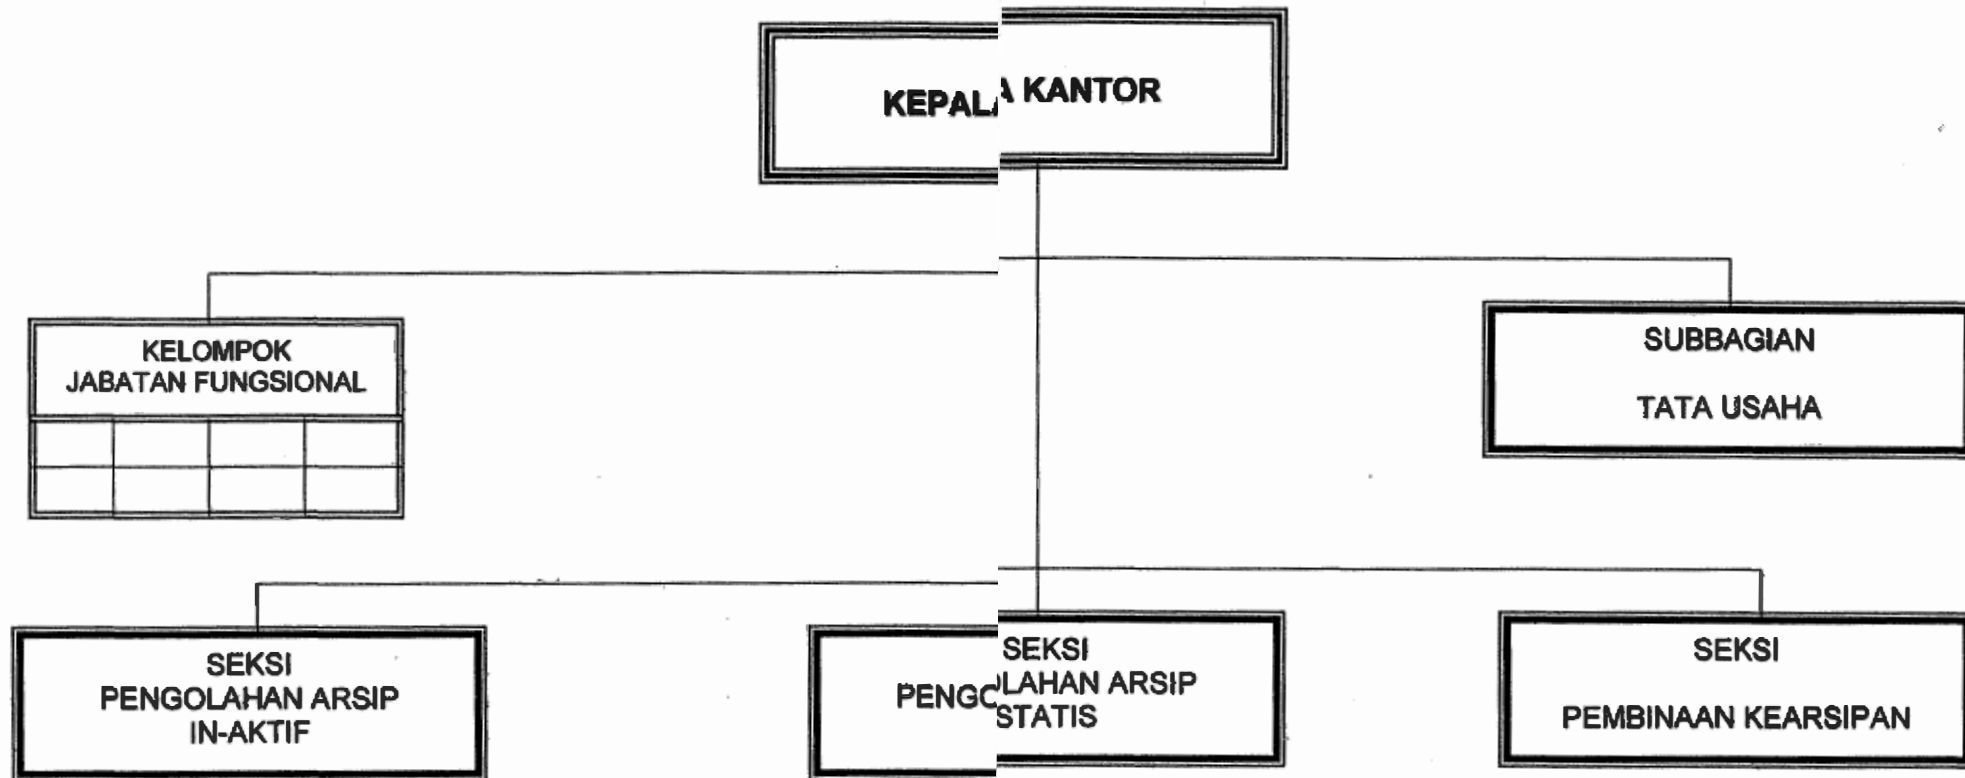 KEPALA KANTOR
KELOMPOK
JABATAN FUNGSIONAL
SUBBAGIAN
TATA USAHA
SEKSI
PENGOLAHAN ARSIP
IN-AKTIF
SEKSI
PENGOLAHAN ARSIP
STATIS
SEKSI
PEMBINAAN KEARSIPAN